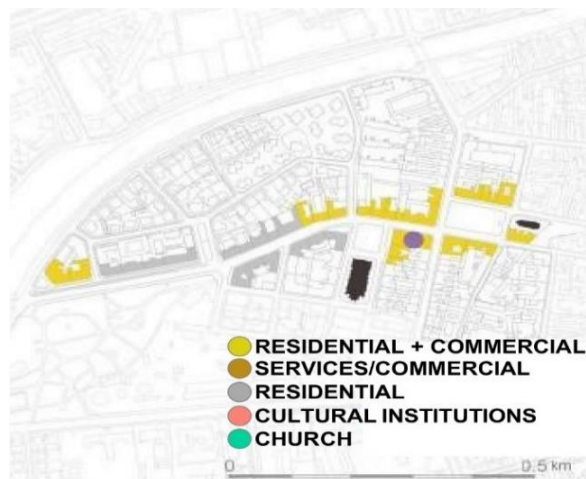 RESIDENTIAL + COMMERCIAL
SERVICES/COMMERCIAL
RESIDENTIAL
CULTURAL INSTITUTIONS
CHURCH
0 0.5 km